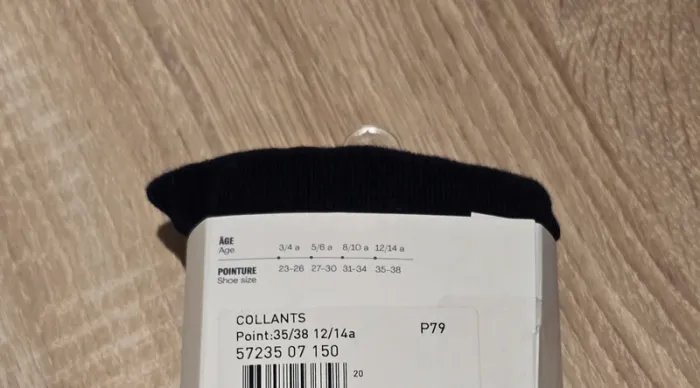 ÂGE
Age
3/4 a 5/6 a 8/10 a 12/14 a
POINTURE
Shoe size
23-26 27-30 31-34 35-38
COLLANTS
Point:35/38 12/14a
P79
57235 07 150
20